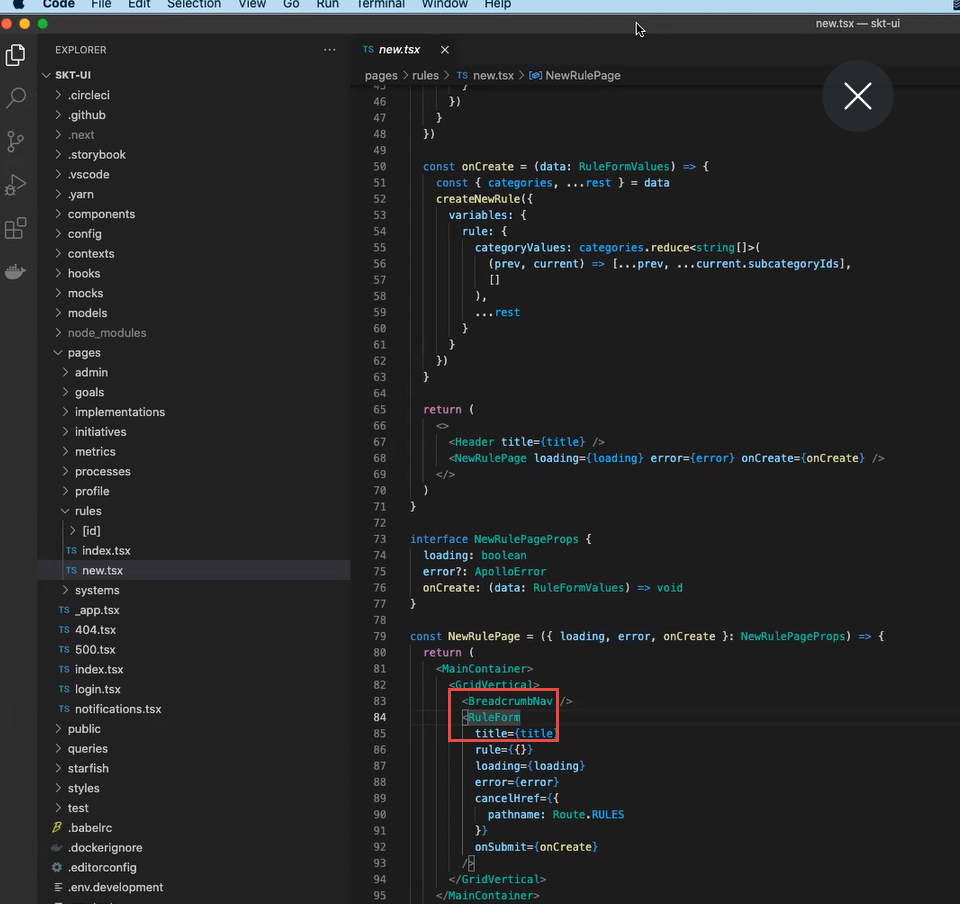 Code File Edit Selection View Go Run Terminal Window Help
new.tsx — skt-ui
EXPLORER
SKT-UI
.circleci
.github
.next
.storybook
.vscode
.yarn
components
config
contexts
hooks
mocks
models
node_modules
pages
admin
goals
implementations
initiatives
metrics
processes
profile
rules
[id]
TS index.tsx
TS new.tsx
systems
TS _app.tsx
TS 404.tsx
TS 500.tsx
TS index.tsx
TS login.tsx
TS notifications.tsx
public
queries
starfish
styles
test
.babelrc
.dockerignore
.editorconfig
.env.development
TS new.tsx
pages > rules > TS new.tsx > NewRulePage
45 }
46 })
47 }
48 })
49
50 const onCreate = (data: RuleFormValues) => {
51 const { categories, ...rest } = data
52 createNewRule({
53 variables: {
54 rule: {
55 categoryValues: categories.reduce<string[]>(
56 (prev, current) => [...prev, ...current.subcategoryIds],
57 []
58 ),
59 ...rest
60 }
61 }
62 })
63 }
64
65 return (
66 <>
67 <Header title={title} />
68 <NewRulePage loading={loading} error={error} onCreate={onCreate} />
69 </>
70 )
71 }
72
73 interface NewRulePageProps {
74 loading: boolean
75 error?: ApolloError
76 onCreate: (data: RuleFormValues) => void
77 }
78
79 const NewRulePage = ({ loading, error, onCreate }: NewRulePageProps) => {
80 return (
81 <MainContainer>
82 <GridVertical>
83 <BreadcrumbNav />
84 <RuleForm
85 title={title}
86 rule={{}}
87 loading={loading}
88 error={error}
89 cancelHref={{
90 pathname: Route.RULES
91 }}
92 onSubmit={onCreate}
93 />
94 </GridVertical>
95 </MainContainer>